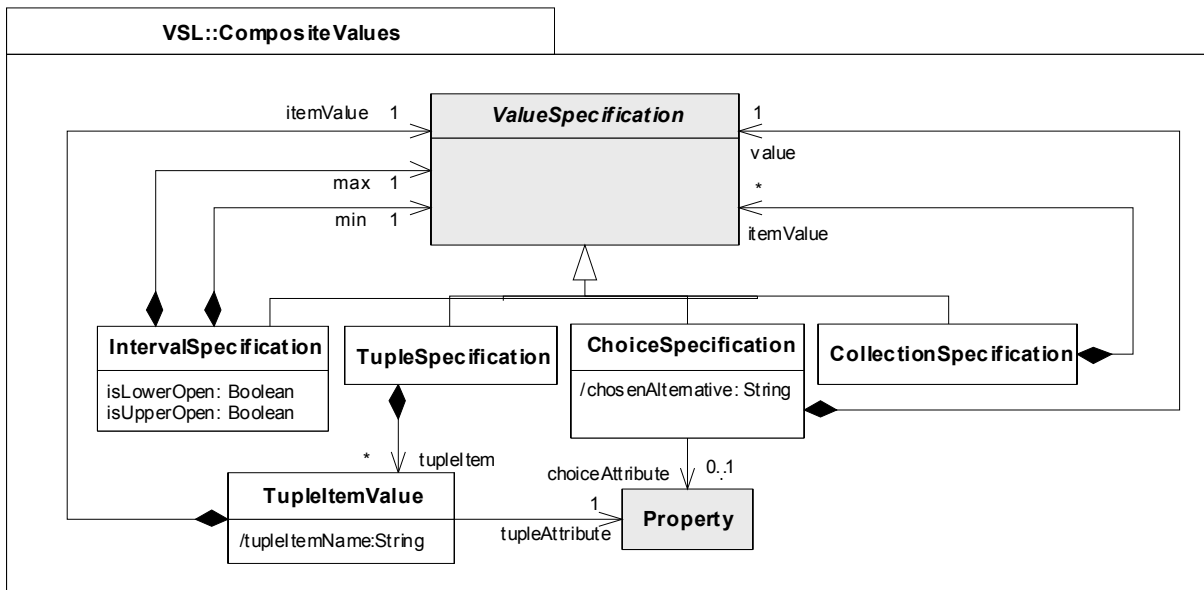 VSL::CompositeValues
itemValue 1
ValueSpecification
1
value
max 1
*
min 1
itemValue
IntervalSpecification
isLowerOpen: Boolean
isUpperOpen: Boolean
TupleSpecification
ChoiceSpecification
/chosenAlternative: String
CollectionSpecification
* tupleItem
choiceAttribute 0..1
TupleItemValue
/tupleItemName:String
1
tupleAttribute
Property